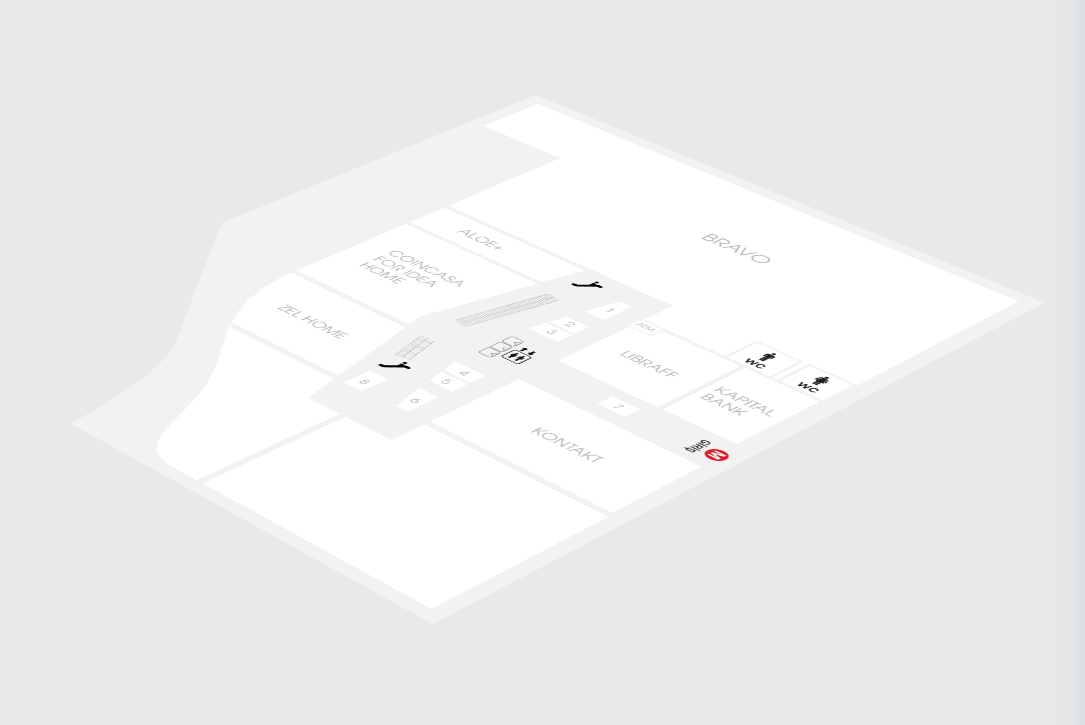 BRAVO
ALOE+
COINCASA
FOR IDEA
HOME
ZEL HOME
1
2
3
ATM
LIBRAFF
WC
WC
KAPITAL
BANK
4
5
8
6
7
KONTAKT
giriş
M